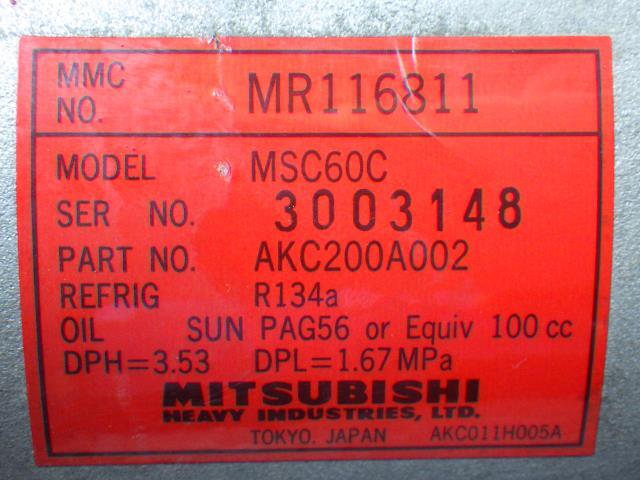 MMC
NO.
MR116811
MODEL MSC60C
SER NO. 3003148
PART NO. AKC200A002
REFRIG R134a
OIL SUN PAG56 or Equiv 100 cc
DPH=3.53 DPL=1.67 MPa
MITSUBISHI
HEAVY INDUSTRIES, LTD.
TOKYO. JAPAN AKC011H005A